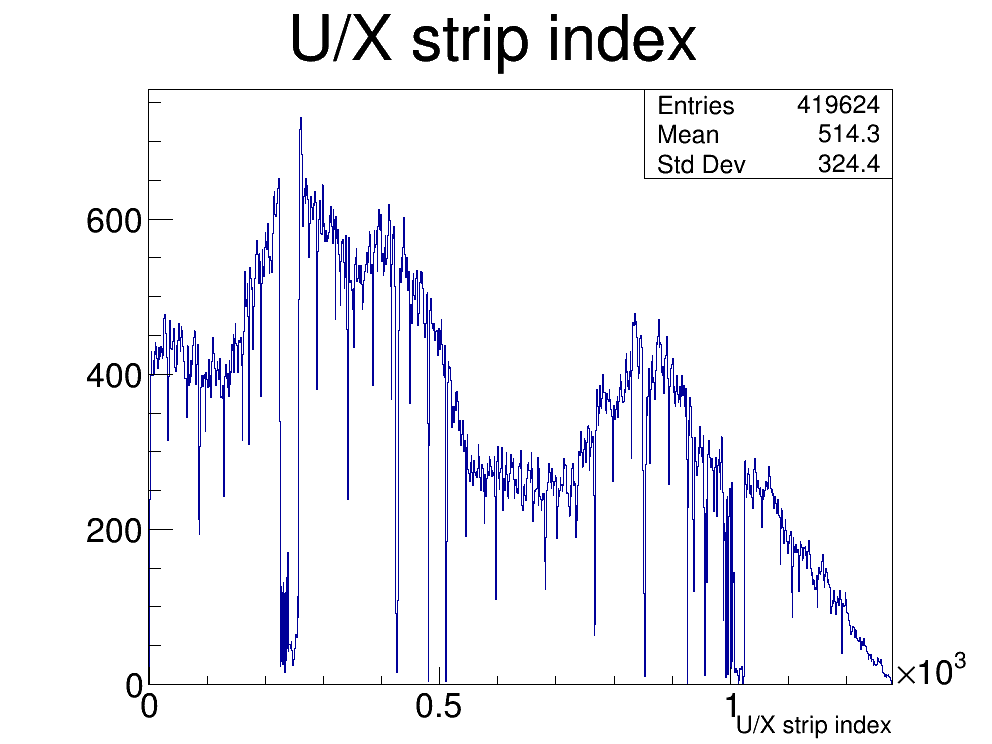 U/X strip index
Entries 419624
Mean 514.3
Std Dev 324.4
600
400
200
0
0 0.5 1
×10³
U/X strip index